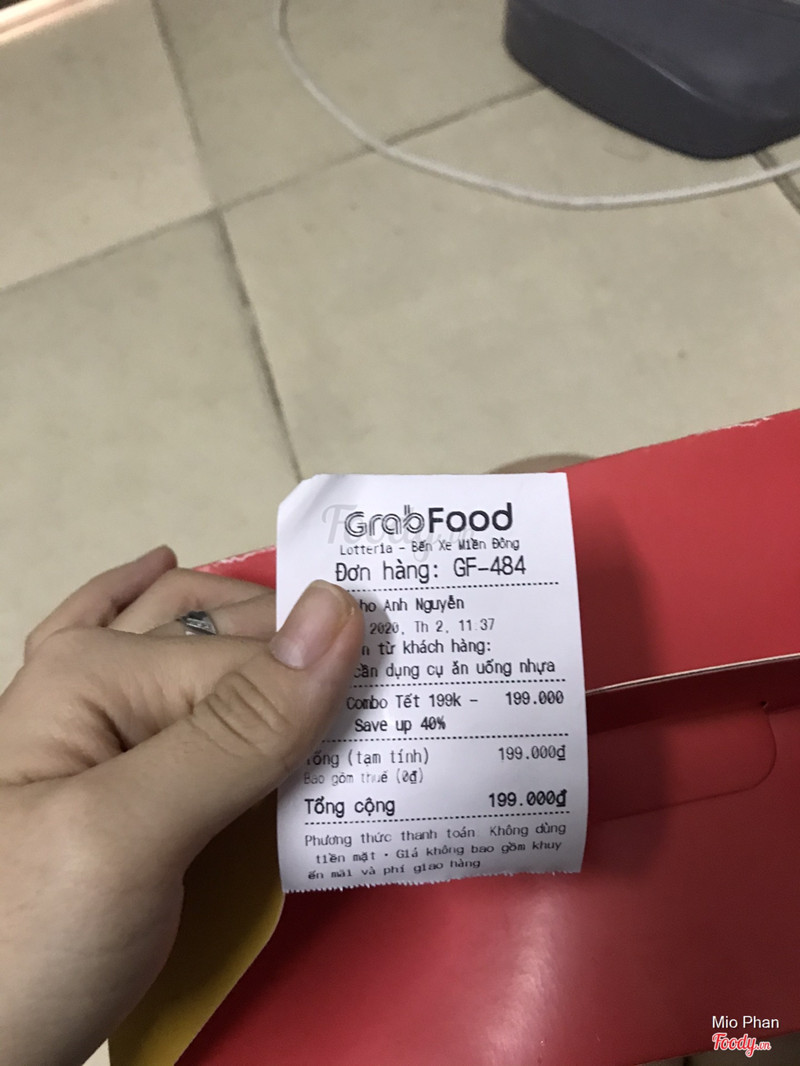 GrabFood
Foody.vn
Lotteria - Bến Xe Miền Đông
Đơn hàng: GF-484
Anh Nguyễn
2020, Th 2, 11.37
từ khách hàng:
dụng cụ ăn uống nhựa
Combo Tết 199k - 199.000
Save up 40%
Tổng (tạm tính) 199.000₫
Bao gồm thuế (0₫)
Tổng cộng 199.000₫
Phương thức thanh toán: Không dùng
tiền mặt • Giá không bao gồm khuy
ến mãi và phí giao hàng
Mio Phan
Foody.vn